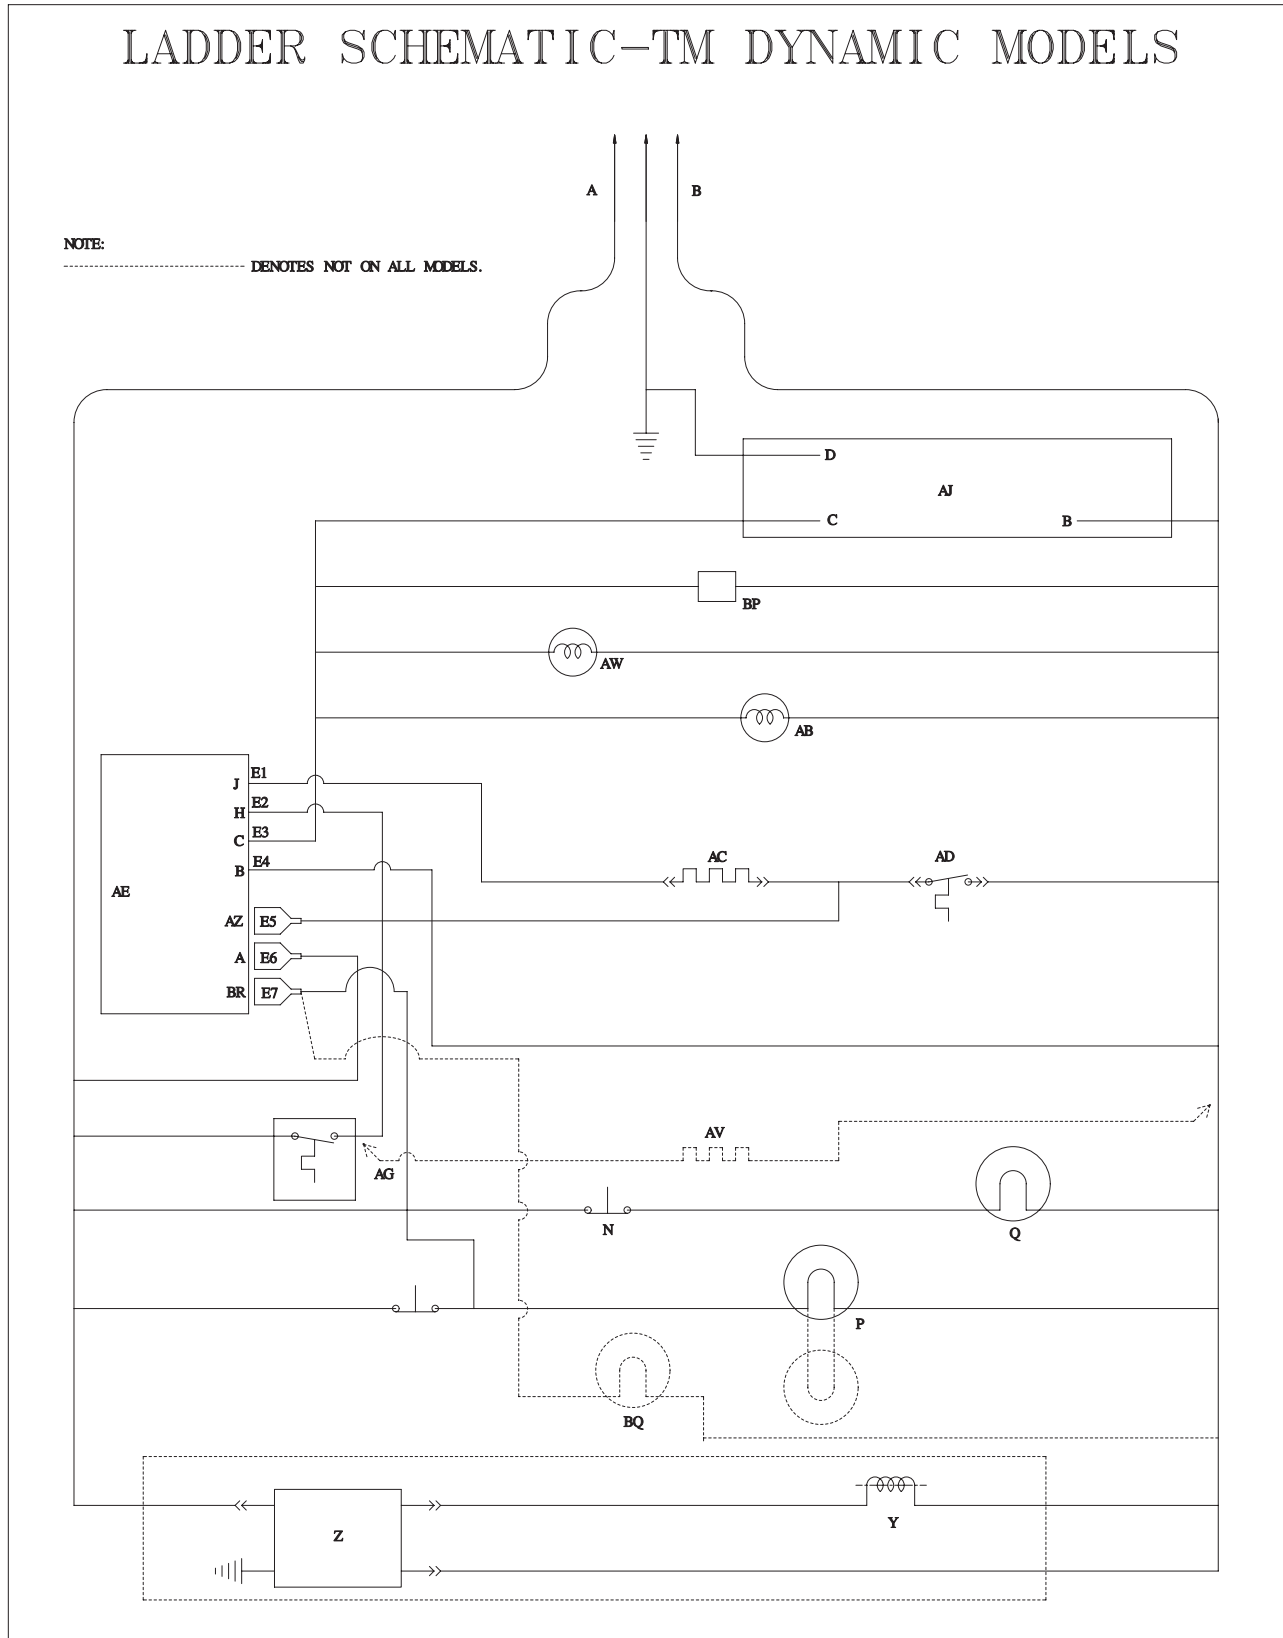 LADDER SCHEMATIC-TM DYNAMIC MODELS
A
B
NOTE:
DENOTES NOT ON ALL MODELS.
D
AJ
C
B
BP
AW
AB
J
E1
H
E2
C
E3
B
E4
AE
AC
AD
AZ
E5
A
E6
BR
E7
AV
AG
N
Q
P
BQ
Z
Y